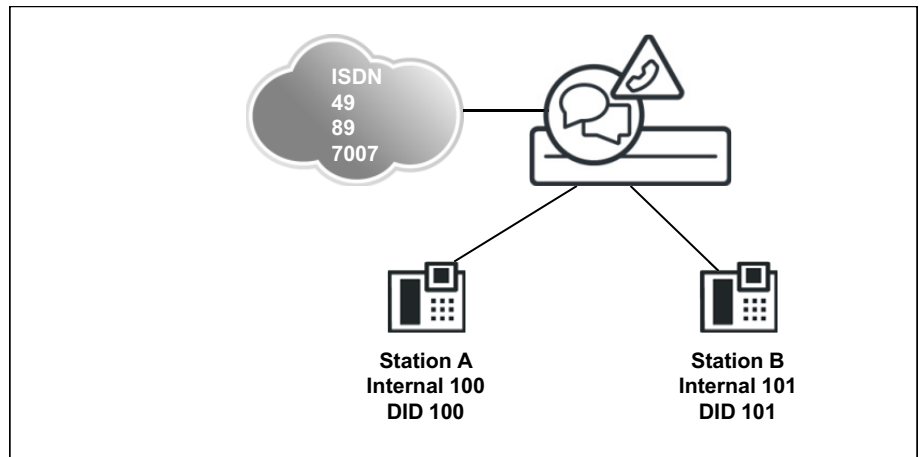 ISDN
49
89
7007
Station A
Internal 100
DID 100
Station B
Internal 101
DID 101